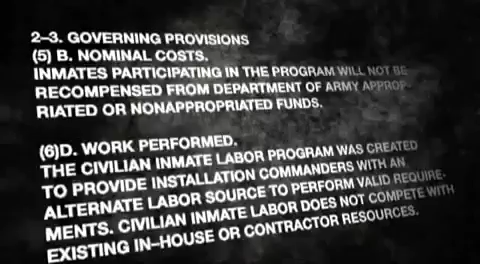 2–3. GOVERNING PROVISIONS
(5) B. NOMINAL COSTS.
INMATES PARTICIPATING IN THE PROGRAM WILL NOT BE
RECOMPENSED FROM DEPARTMENT OF ARMY APPROP-
RIATED OR NONAPPROPRIATED FUNDS.
(6)D. WORK PERFORMED.
THE CIVILIAN INMATE LABOR PROGRAM WAS CREATED
TO PROVIDE INSTALLATION COMMANDERS WITH AN
ALTERNATE LABOR SOURCE TO PERFORM VALID REQUIRE-
MENTS. CIVILIAN INMATE LABOR DOES NOT COMPETE WITH
EXISTING IN–HOUSE OR CONTRACTOR RESOURCES.